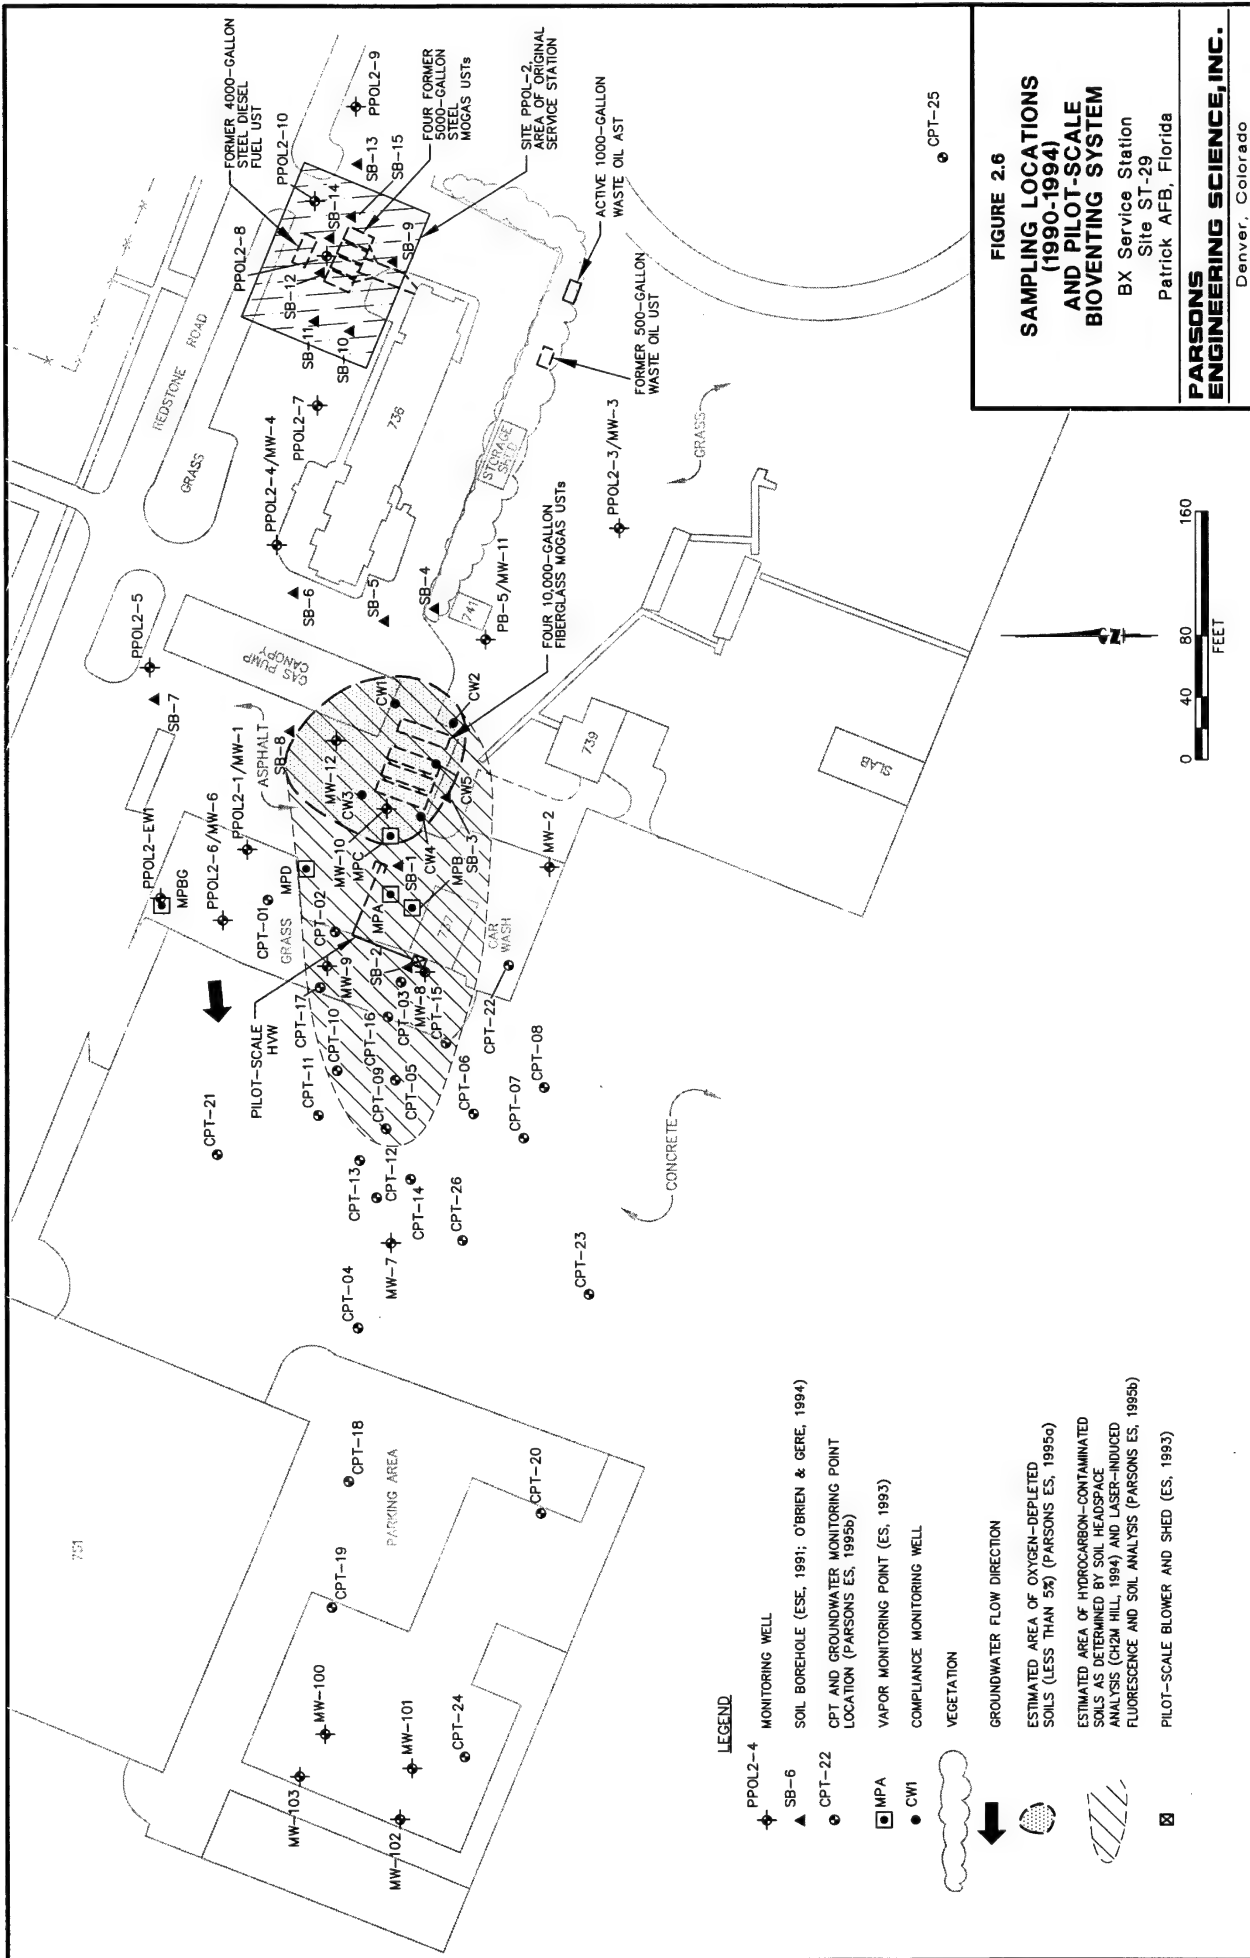 FORMER 4000-GALLON
STEEL DIESEL
FUEL UST
PPOL2-10
PPOL2-9
FOUR FORMER
5000-GALLON
STEEL
MOGAS USTs
SITE PPOL-2,
AREA OF ORIGINAL
SERVICE STATION
SB-13
SB-15
SB-14
PPOL2-8
SB-9
SB-12
SB-11
SB-10
ACTIVE 1000-GALLON
WASTE OIL AST
FORMER 500-GALLON
WASTE OIL UST
CPT-25
REDSTONE ROAD
GRASS
PPOL2-7
PPOL2-4/MW-4
736
STORAGE
SHED
PPOL2-3/MW-3
GRASS
SB-6
SB-5
SB-4
741
PB-5/MW-11
FOUR 10,000-GALLON
FIBERGLASS MOGAS USTs
PPOL2-5
SB-7
GAS PUMP
CANOPY
PPOL2-1/MW-1
ASPHALT
SB-8
MW-12
CW1
CW2
CW3
CW5
CW4
SB-3
739
SLAB
MW-10
MPC
MPD
SB-1
MPB
MPA
MW-2
PPOL2-EW1
MPBG
PPOL2-6/MW-6
CPT-01
GRASS
CPT-02
737
CAR
WASH
MW-9
SB-2
CPT-17
CPT-10
CPT-16
CPT-03
MW-8
CPT-15
CPT-22
PILOT-SCALE
HVW
CPT-11
CPT-09
CPT-05
CPT-06
CPT-07
CPT-08
CPT-21
CPT-13
CPT-12
CPT-14
CPT-26
MW-7
CPT-04
CPT-23
CONCRETE
751
CPT-18
PARKING AREA
CPT-19
CPT-20
MW-100
MW-101
CPT-24
MW-103
MW-102
LEGEND
PPOL2-4
MONITORING WELL
SB-6
SOIL BOREHOLE (ESE, 1991; O'BRIEN & GERE, 1994)
CPT-22
CPT AND GROUNDWATER MONITORING POINT
LOCATION (PARSONS ES, 1995b)
MPA
VAPOR MONITORING POINT (ES, 1993)
CW1
COMPLIANCE MONITORING WELL
VEGETATION
GROUNDWATER FLOW DIRECTION
ESTIMATED AREA OF OXYGEN-DEPLETED
SOILS (LESS THAN 5%) (PARSONS ES, 1995a)
ESTIMATED AREA OF HYDROCARBON-CONTAMINATED
SOILS AS DETERMINED BY SOIL HEADSPACE
ANALYSIS (CH2M HILL, 1994) AND LASER-INDUCED
FLUORESCENCE AND SOIL ANALYSIS (PARSONS ES, 1995b)
PILOT-SCALE BLOWER AND SHED (ES, 1993)
N
0 40 80 160
FEET
FIGURE 2.6
SAMPLING LOCATIONS
(1990-1994)
AND PILOT-SCALE
BIOVENTING SYSTEM
BX Service Station
Site ST-29
Patrick AFB, Florida
PARSONS
ENGINEERING SCIENCE, INC.
Denver, Colorado